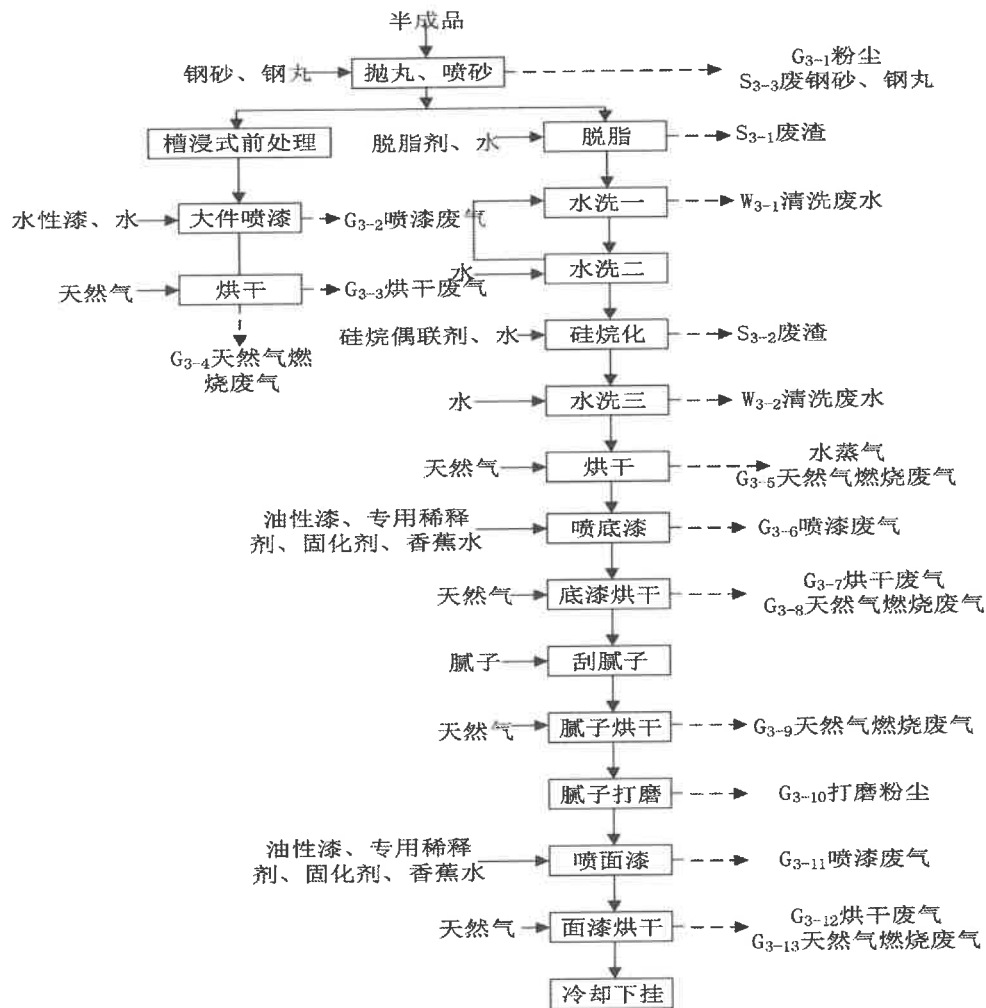 半成品
钢砂、钢丸
抛丸、喷砂
G₃₋₁粉尘
S₃₋₃废钢砂、钢丸
槽浸式前处理
脱脂剂、水
脱脂
S₃₋₁废渣
水性漆、水
大件喷漆
G₃₋₂喷漆废气
水洗一
W₃₋₁清洗废水
天然气
烘干
G₃₋₃烘干废气
水
水洗二
G₃₋₄天然气燃
烧废气
硅烷偶联剂、水
硅烷化
S₃₋₂废渣
水
水洗三
W₃₋₂清洗废水
天然气
烘干
水蒸气
G₃₋₅天然气燃烧废气
油性漆、专用稀释
剂、固化剂、香蕉水
喷底漆
G₃₋₆喷漆废气
天然气
底漆烘干
G₃₋₇烘干废气
G₃₋₈天然气燃烧废气
腻子
刮腻子
天然气
腻子烘干
G₃₋₉天然气燃烧废气
腻子打磨
G₃₋₁₀打磨粉尘
油性漆、专用稀释
剂、固化剂、香蕉水
喷面漆
G₃₋₁₁喷漆废气
天然气
面漆烘干
G₃₋₁₂烘干废气
G₃₋₁₃天然气燃烧废气
冷却下挂